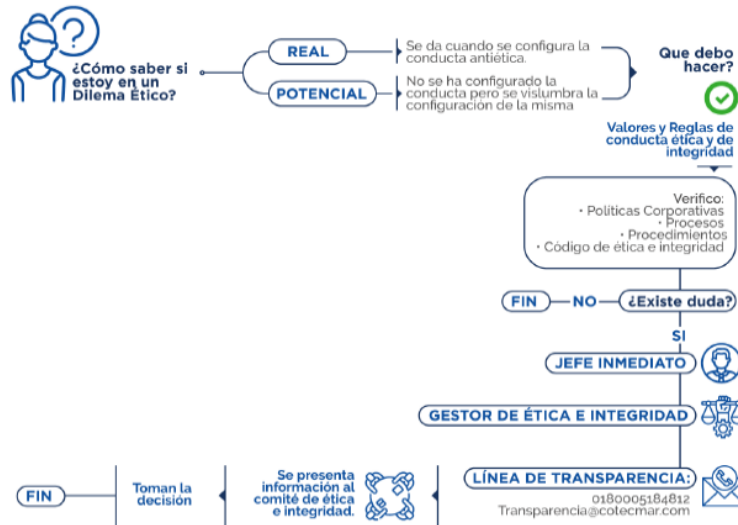 ¿Cómo saber si
estoy en un
Dilema Ético?
REAL
Se da cuando se configura la
conducta antiética.
POTENCIAL
No se ha configurado la
conducta pero se vislumbra la
configuración de la misma
Que debo
hacer?
Valores y Reglas de
conducta ética y de
integridad
Verifico:
• Políticas Corporativas
• Procesos
• Procedimientos
• Código de ética e integridad
¿Existe duda?
NO
FIN
SI
JEFE INMEDIATO
GESTOR DE ÉTICA E INTEGRIDAD
LÍNEA DE TRANSPARENCIA:
0180005184812
Transparencia@cotecmar.com
Se presenta
información al
comité de ética
e integridad.
Toman la
decisión
FIN